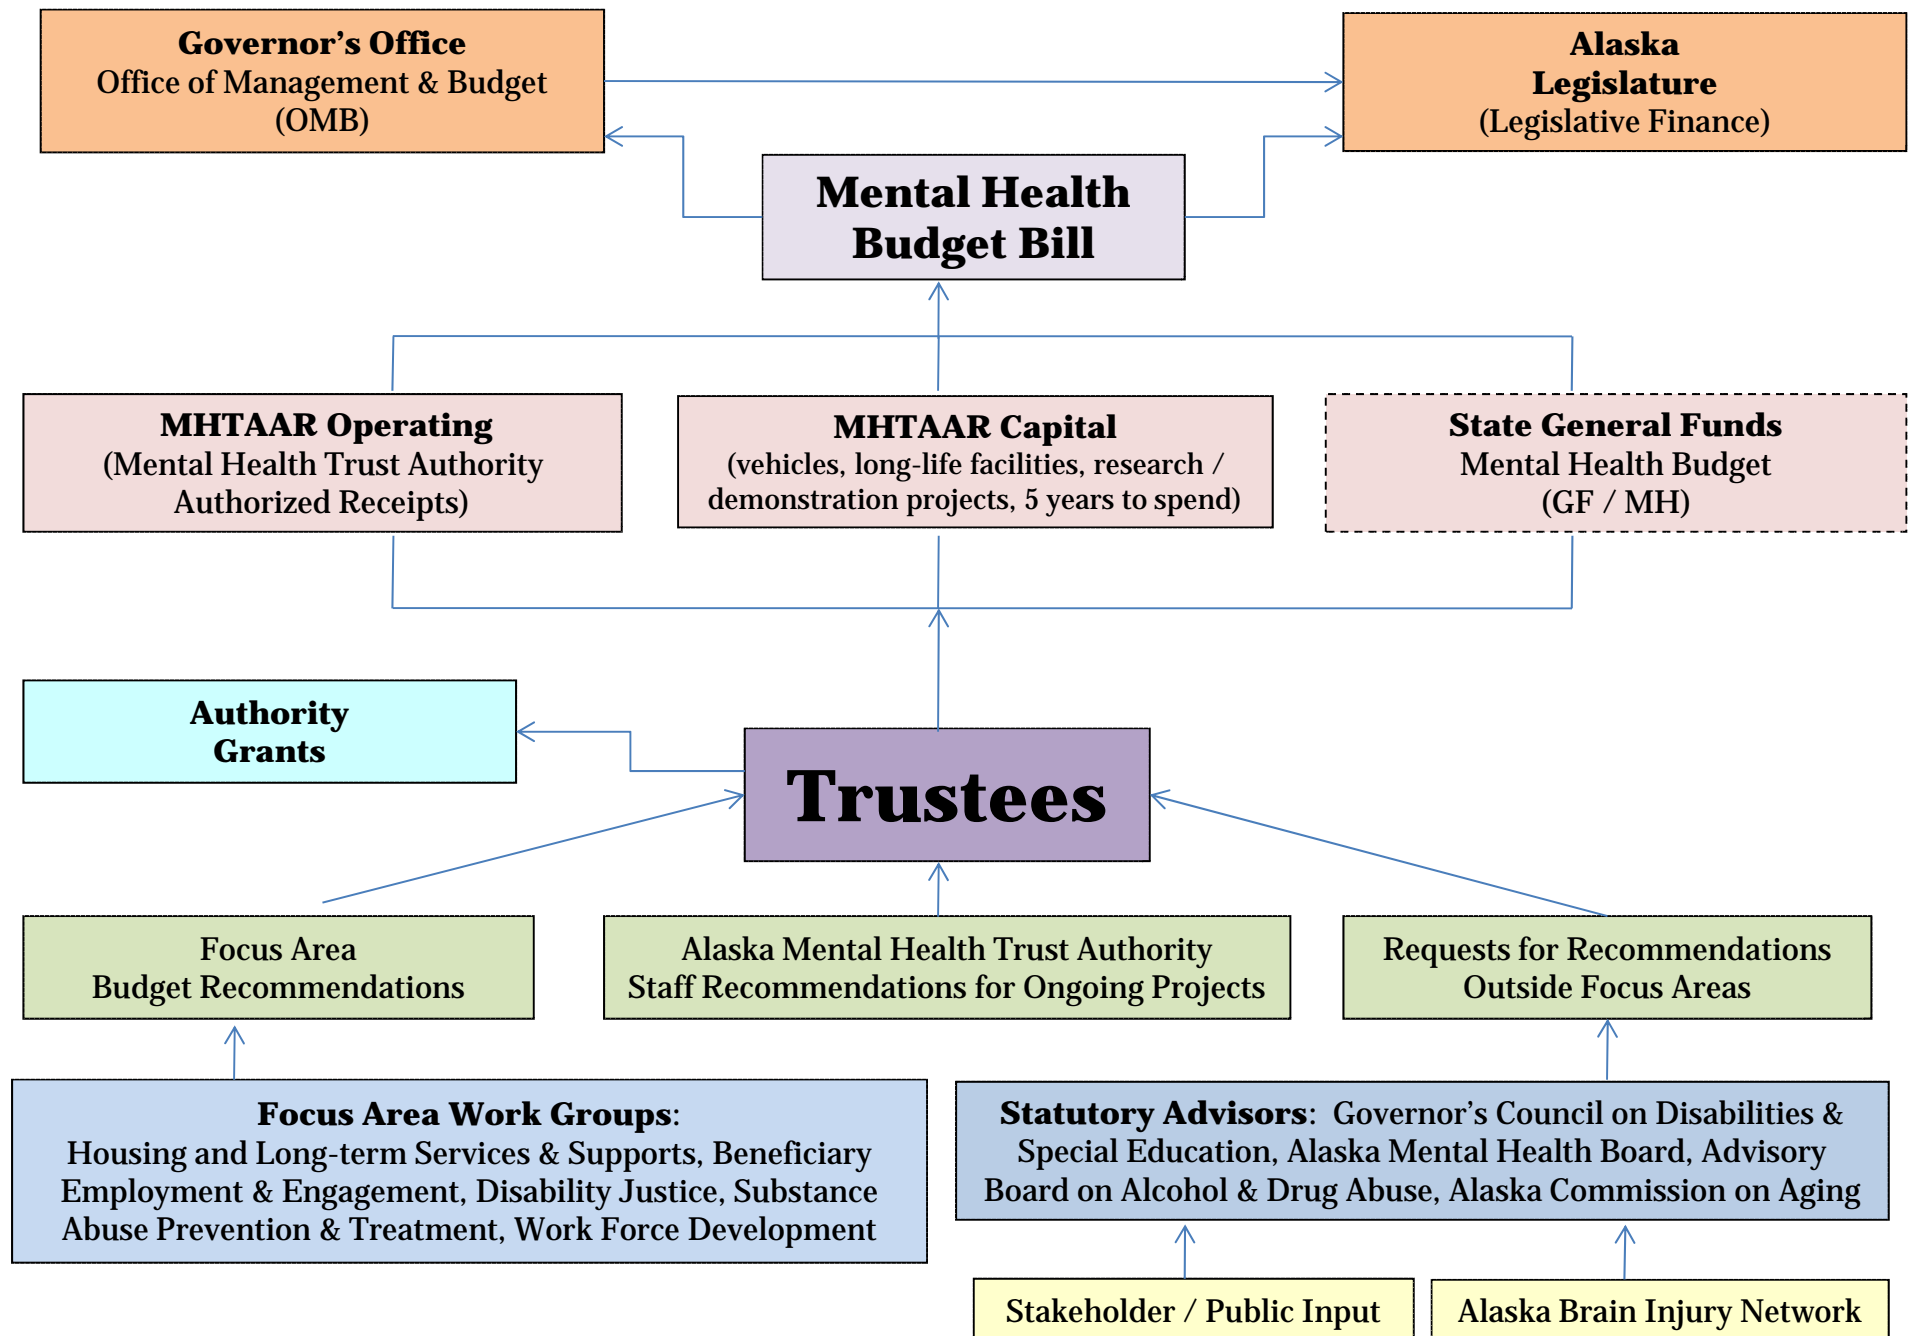 Governor’s Office
Office of Management & Budget
(OMB)
Alaska
Legislature
(Legislative Finance)
Mental Health
Budget Bill
MHTAAR Operating
(Mental Health Trust Authority
Authorized Receipts)
MHTAAR Capital
(vehicles, long-life facilities, research /
demonstration projects, 5 years to spend)
State General Funds
Mental Health Budget
(GF / MH)
Authority
Grants
Trustees
Focus Area
Budget Recommendations
Alaska Mental Health Trust Authority
Staff Recommendations for Ongoing Projects
Requests for Recommendations
Outside Focus Areas
Focus Area Work Groups:
Housing and Long-term Services & Supports, Beneficiary
Employment & Engagement, Disability Justice, Substance
Abuse Prevention & Treatment, Work Force Development
Statutory Advisors: Governor’s Council on Disabilities &
Special Education, Alaska Mental Health Board, Advisory
Board on Alcohol & Drug Abuse, Alaska Commission on Aging
Stakeholder / Public Input
Alaska Brain Injury Network